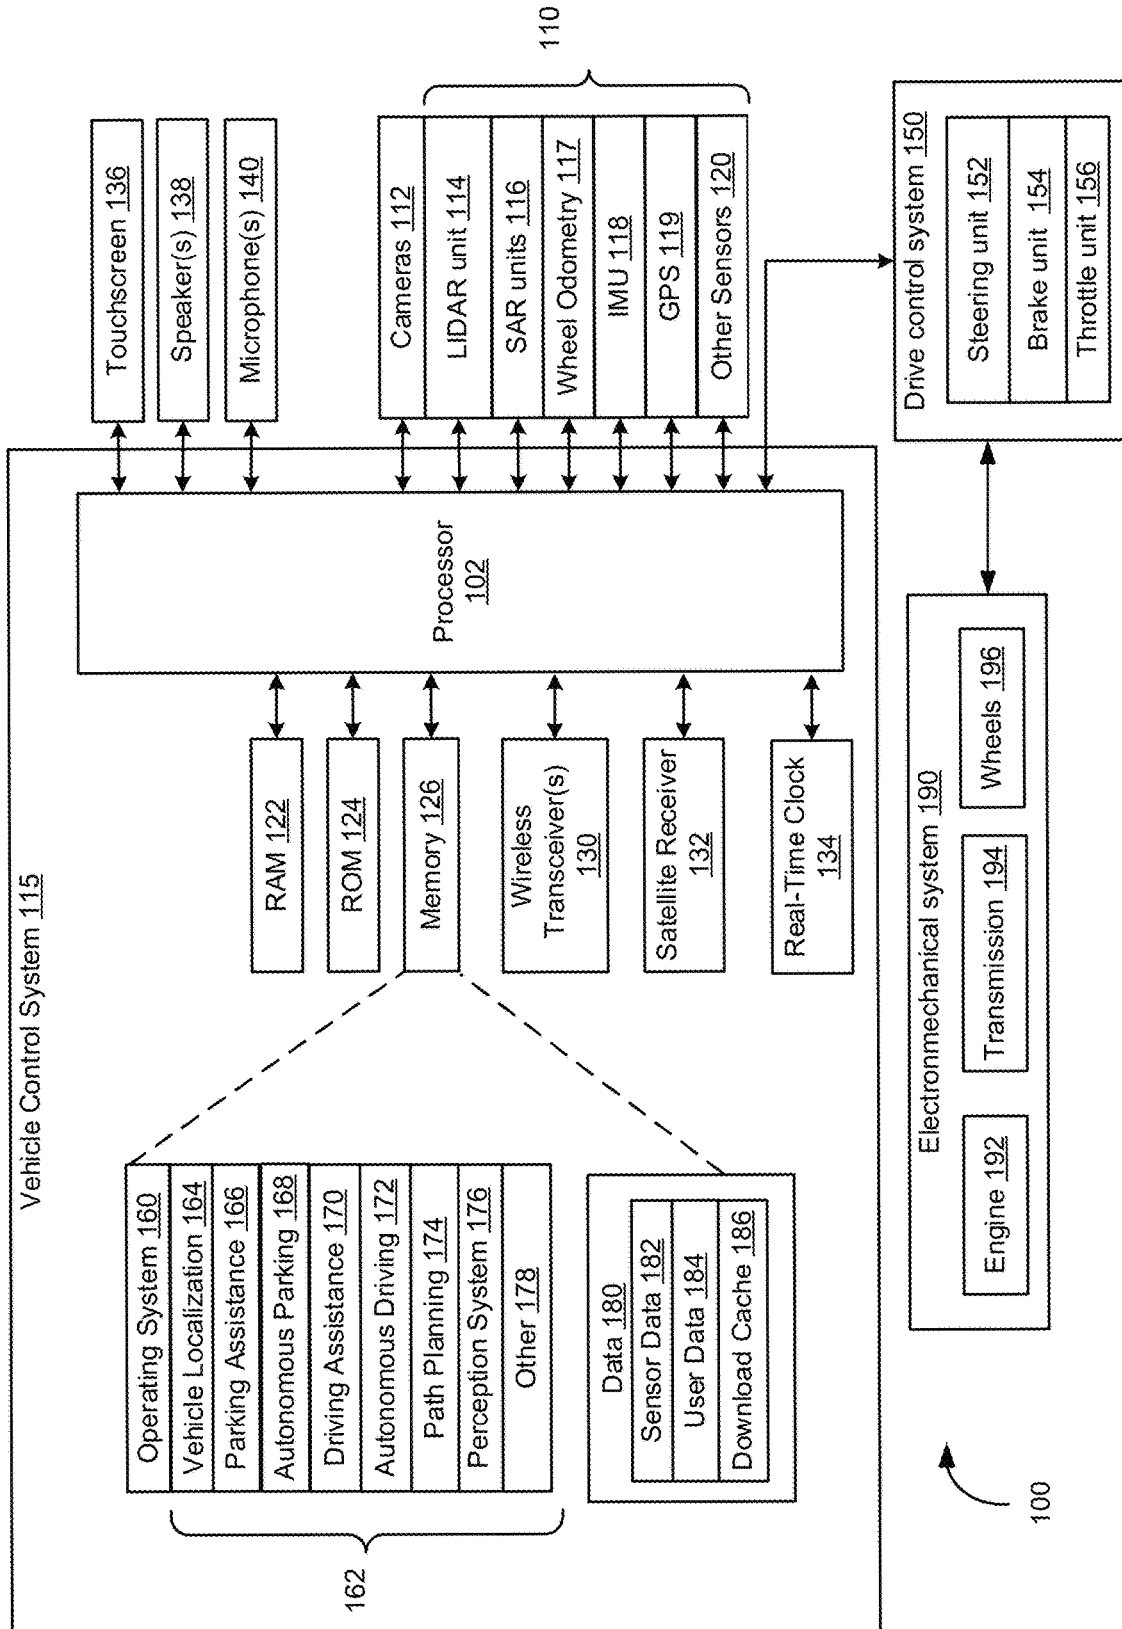 Vehicle Control System 115
Operating System 160
Vehicle Localization 164
Parking Assistance 166
Autonomous Parking 168
Driving Assistance 170
Autonomous Driving 172
Path Planning 174
Perception System 176
Other 178
162
Data 180
Sensor Data 182
User Data 184
Download Cache 186
RAM 122
ROM 124
Memory 126
Wireless
Transceiver(s)
130
Satellite Receiver
132
Real-Time Clock
134
Processor
102
Touchscreen 136
Speaker(s) 138
Microphone(s) 140
Cameras 112
LIDAR unit 114
SAR units 116
Wheel Odometry 117
IMU 118
GPS 119
Other Sensors 120
110
Drive control system 150
Steering unit 152
Brake unit 154
Throttle unit 156
Electronmechanical system 190
Engine 192
Transmission 194
Wheels 196
100